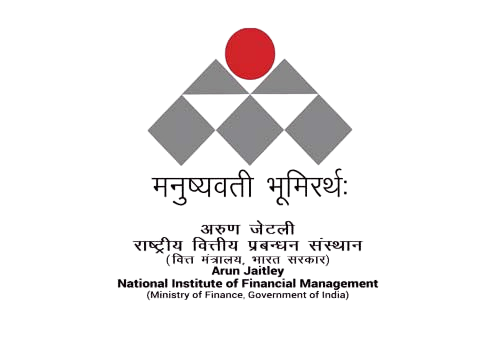 मनुष्यवती भूमिरर्थः
अरुण जेटली
राष्ट्रीय वित्तीय प्रबन्धन संस्थान
(वित्त मंत्रालय, भारत सरकार)
Arun Jaitley
National Institute of Financial Management
(Ministry of Finance, Government of India)